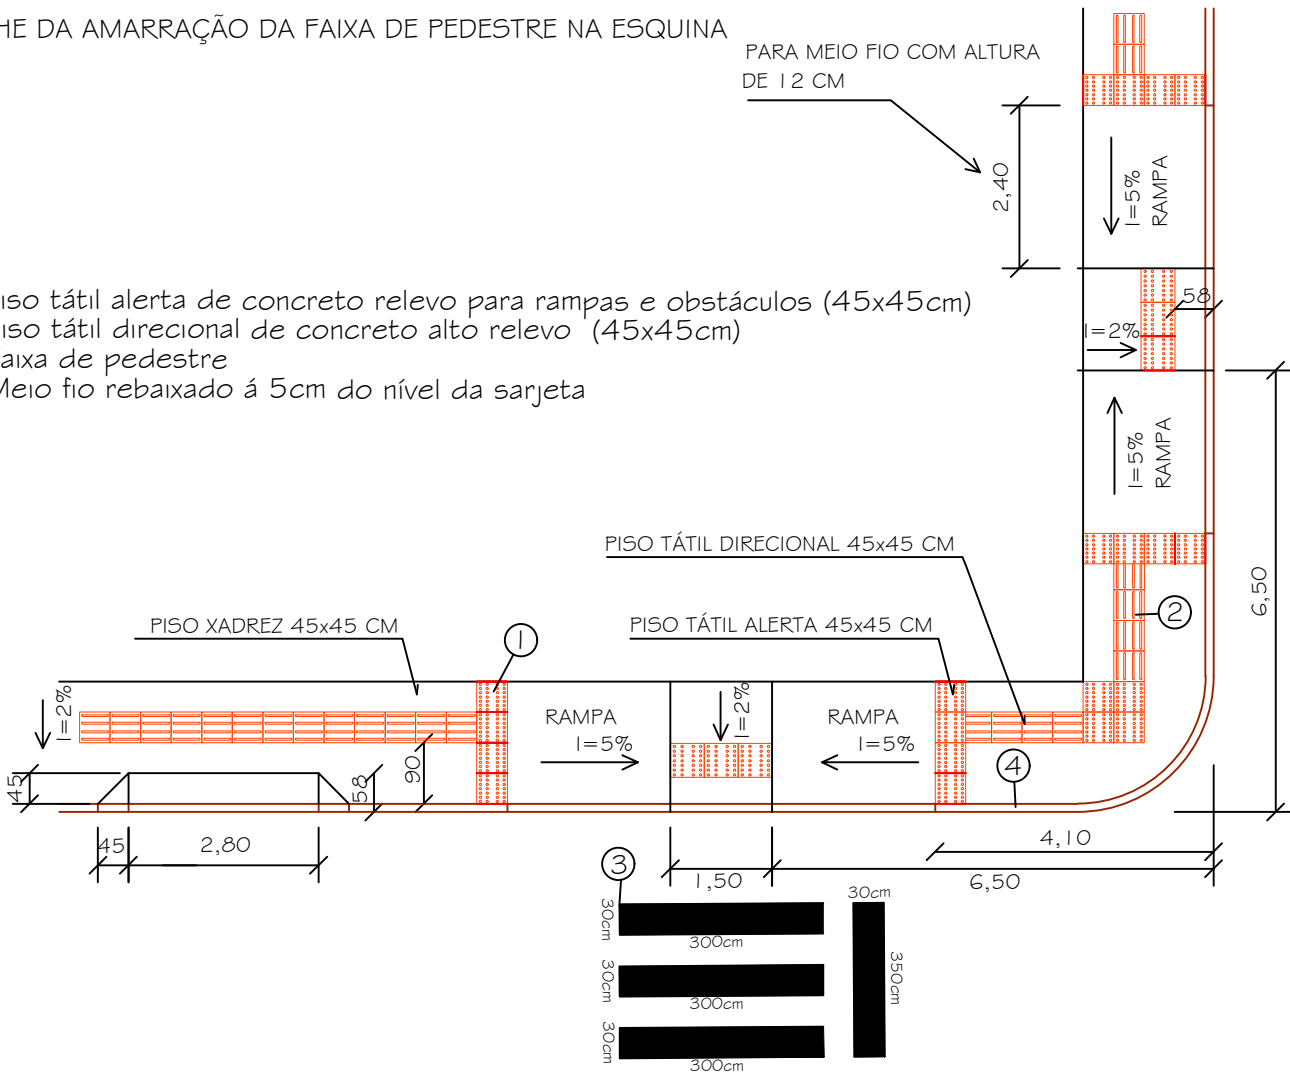 HE DA AMARRAÇÃO DA FAIXA DE PEDESTRE NA ESQUINA
PARA MEIO FIO COM ALTURA
DE 12 CM
2,40
I=5%
RAMPA
iso tátil alerta de concreto relevo para rampas e obstáculos (45x45cm)
iso tátil direcional de concreto alto relevo (45x45cm)
aixa de pedestre
Meio fio rebaixado á 5cm do nível da sarjeta
58
I=2%
I=5%
RAMPA
6,50
PISO TÁTIL DIRECIONAL 45x45 CM
2
PISO XADREZ 45x45 CM
1
PISO TÁTIL ALERTA 45x45 CM
I=2%
RAMPA
I=5%
I=2%
RAMPA
I=5%
90
45
58
4
45
2,80
4,10
1,50
6,50
3
30cm
300cm
30cm
300cm
30cm
300cm
30cm
350cm